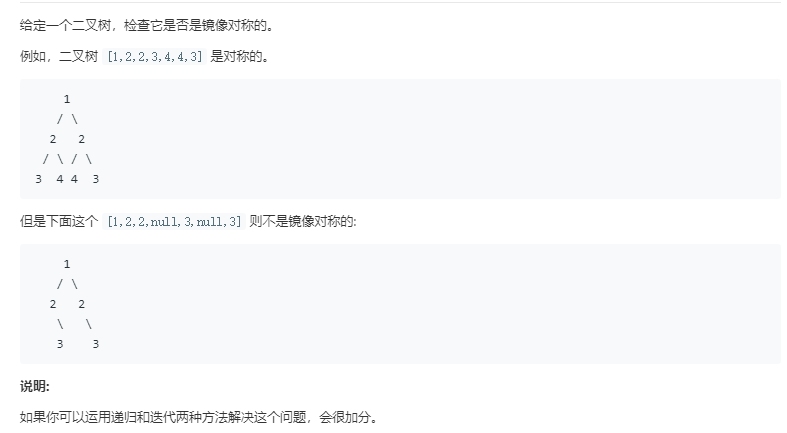 给定一个二叉树，检查它是否是镜像对称的。
例如，二叉树 [1,2,2,3,4,4,3] 是对称的。
    1
   / \
  2   2
 / \ / \
3  4 4  3
但是下面这个 [1,2,2,null,3,null,3] 则不是镜像对称的:
    1
   / \
  2   2
   \   \
   3    3
说明:
如果你可以运用递归和迭代两种方法解决这个问题，会很加分。